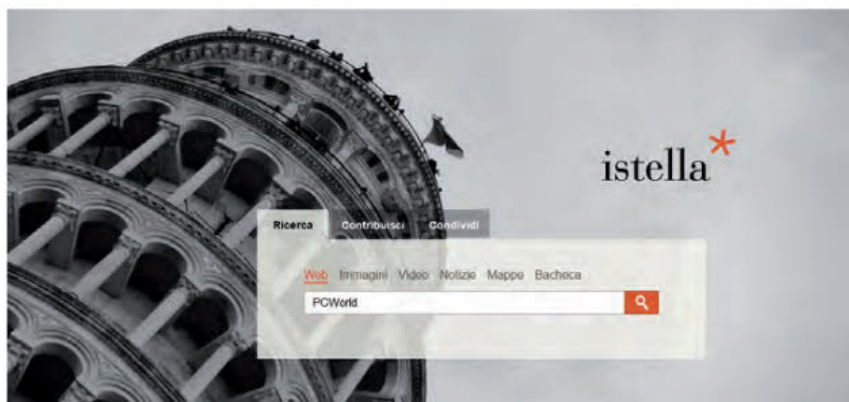 istella*
Ricerca Contribuisci Condividi
Web Immagini Video Notizie Mappe Bacheca
PCWorld